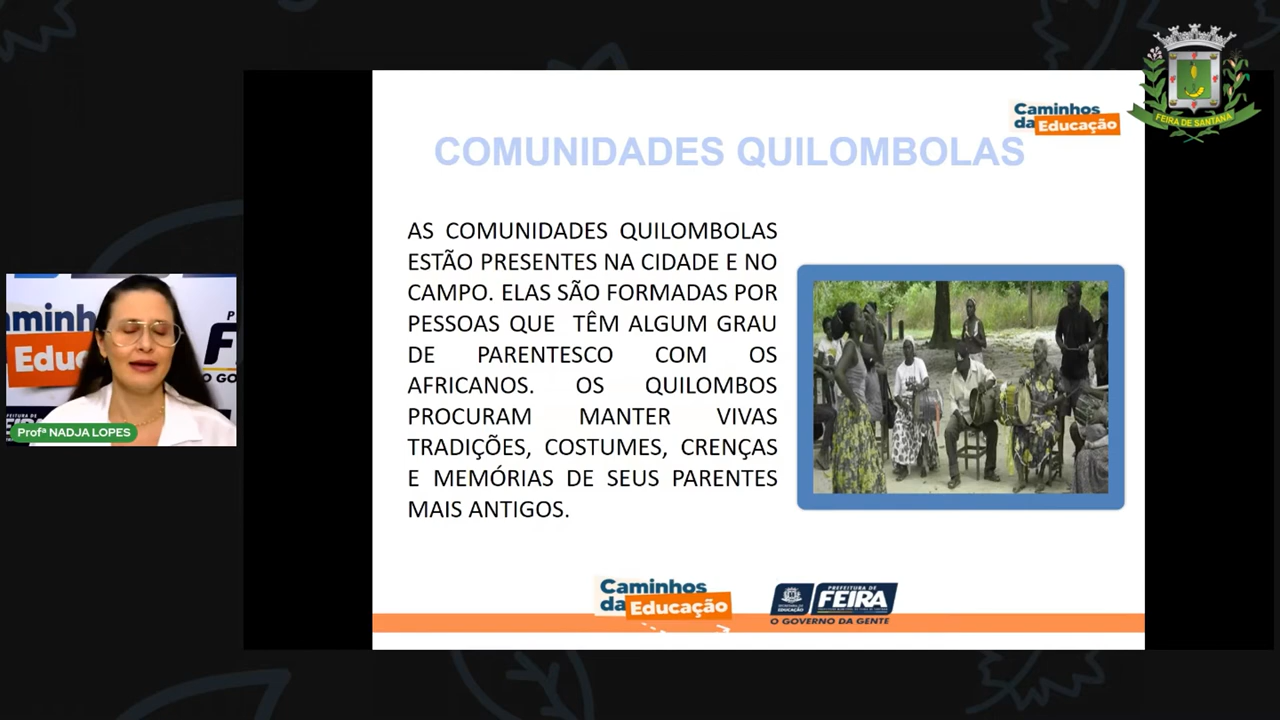 FEIRA DE SANTANA
Caminhos
da Educação
COMUNIDADES QUILOMBOLAS
AS COMUNIDADES QUILOMBOLAS
ESTÃO PRESENTES NA CIDADE E NO
CAMPO. ELAS SÃO FORMADAS POR
PESSOAS QUE TÊM ALGUM GRAU
DE PARENTESCO COM OS
AFRICANOS. OS QUILOMBOS
PROCURAM MANTER VIVAS
TRADIÇÕES, COSTUMES, CRENÇAS
E MEMÓRIAS DE SEUS PARENTES
MAIS ANTIGOS.
aminh
Educ
Profª NADJA LOPES
Caminhos
da Educação
PREFEITURA DE
FEIRA
O GOVERNO DA GENTE